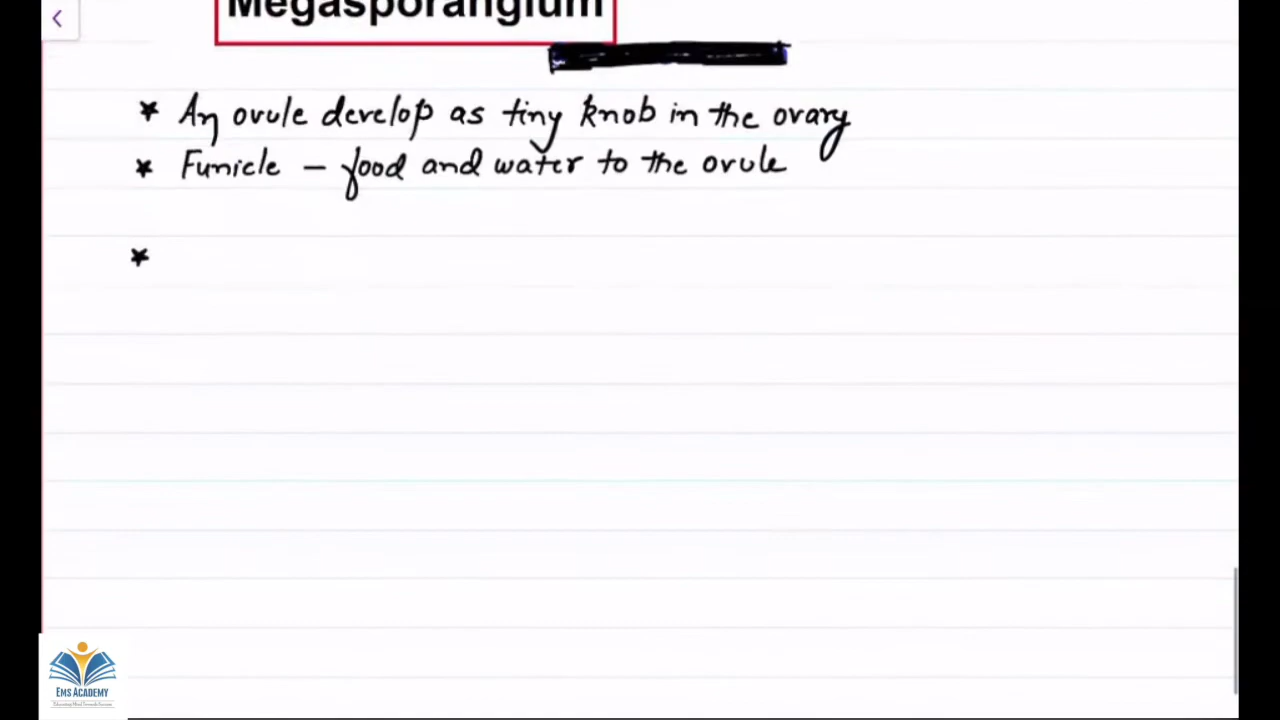 Megasporangium
* An ovule develop as tiny knob in the ovary
* Funicle – food and water to the ovule
*
EMS ACADEMY